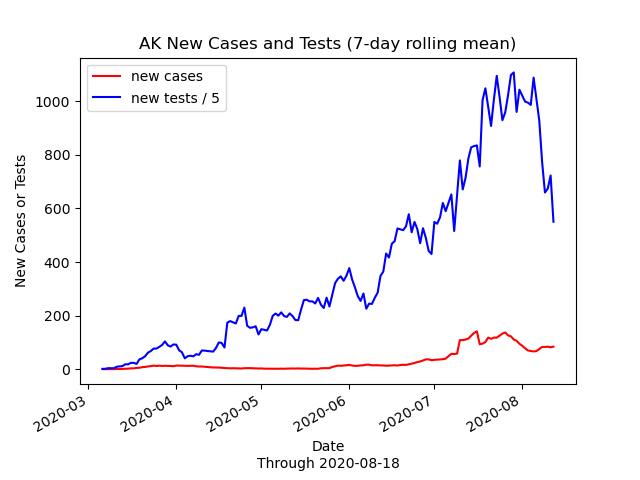 AK New Cases and Tests (7-day rolling mean)
new cases
new tests / 5
1000
800
600
400
200
0
New Cases or Tests
2020-03
2020-04
2020-05
2020-06
2020-07
2020-08
Date
Through 2020-08-18